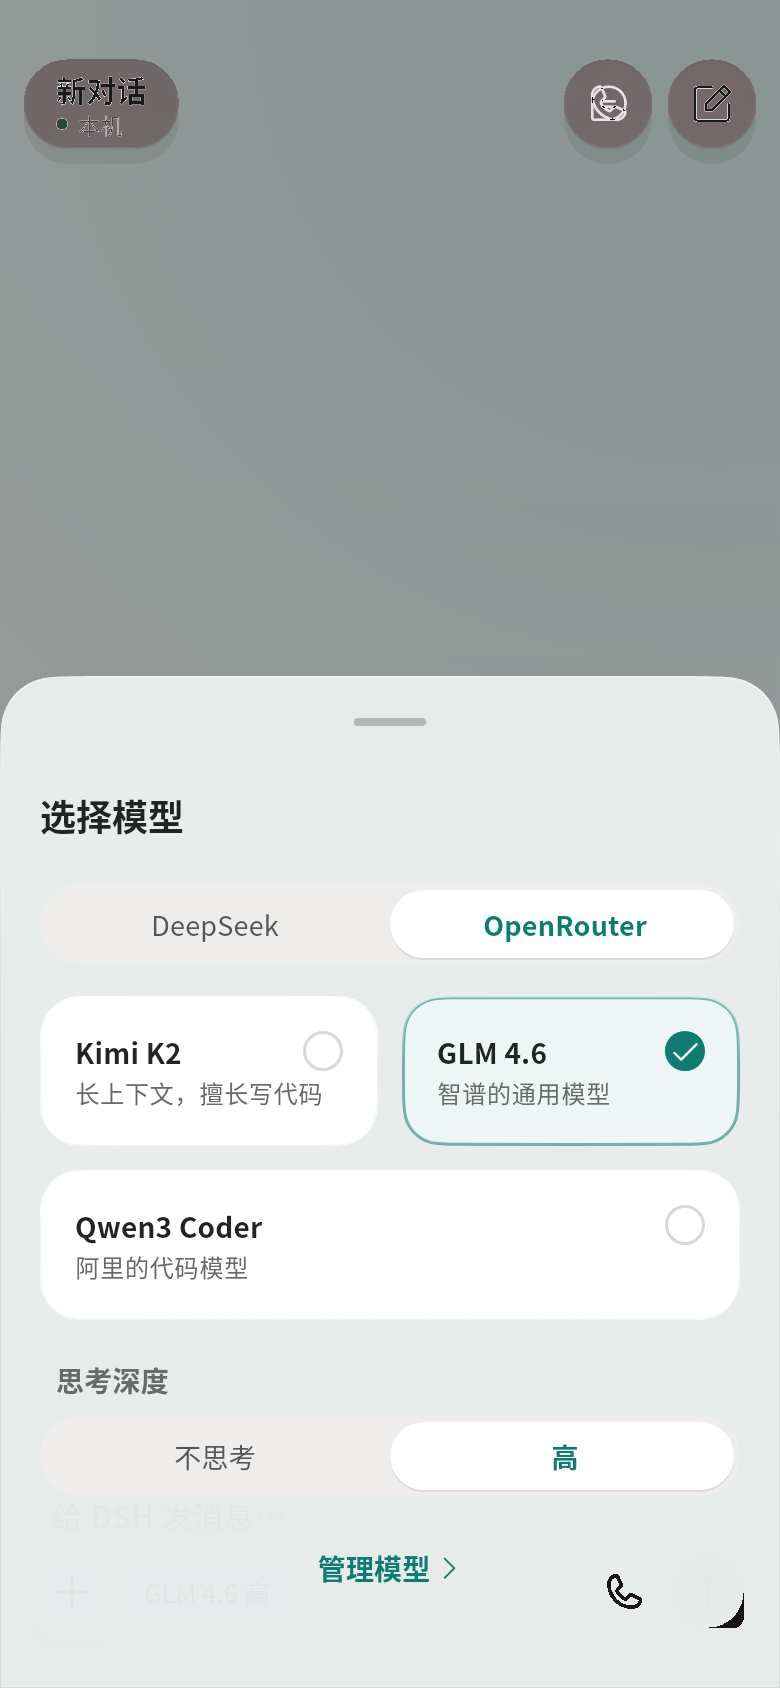 新对话
本机
选择模型
DeepSeek
OpenRouter
Kimi K2
长上下文，擅长写代码
GLM 4.6
智谱的通用模型
Qwen3 Coder
阿里的代码模型
思考深度
不思考
高
给 DSH 发消息…
管理模型
GLM 4.6 高